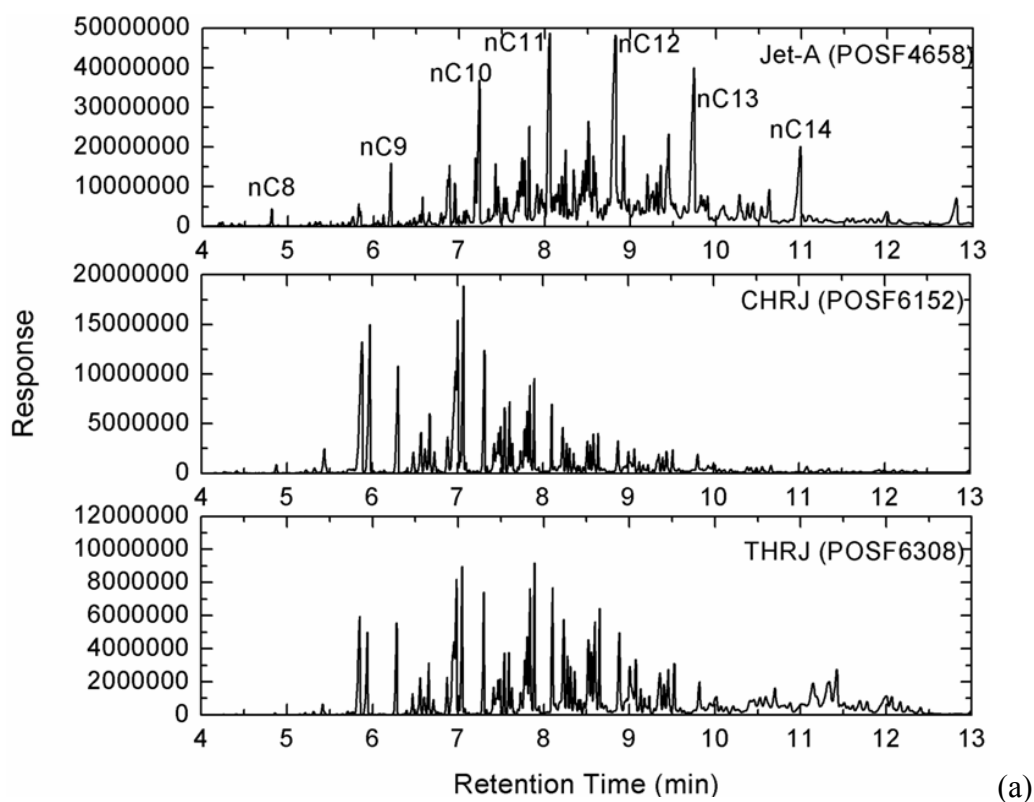 50000000
40000000
30000000
20000000
10000000
0
nC8
nC9
nC10
nC11
nC12
nC13
nC14
Jet-A (POSF4658)
4 5 6 7 8 9 10 11 12 13
20000000
15000000
10000000
5000000
0
CHRJ (POSF6152)
4 5 6 7 8 9 10 11 12 13
12000000
10000000
8000000
6000000
4000000
2000000
0
THRJ (POSF6308)
4 5 6 7 8 9 10 11 12 13
Response
Retention Time (min)
(a)